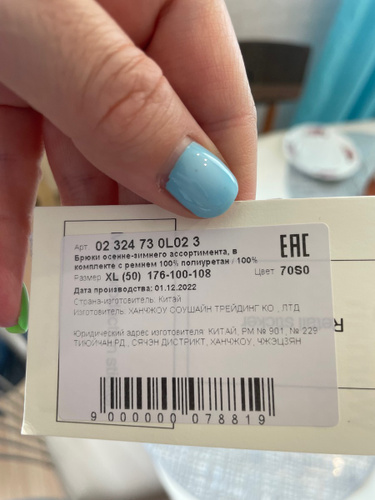 Арт. 02 324 73 0L02 3
Брюки осенне-зимнего ассортимента, в
комплекте с ремнем 100% полиуретан / 100%
Размер XL (50) 176-100-108 Цвет 70S0
Дата производства: 01.12.2022
Страна-изготовитель: Китай
Изготовитель: ХАНЧЖОУ СОУШАЙН ТРЕЙДИНГ КО., ЛТД
Юридический адрес изготовителя: КИТАЙ, РМ № 901, № 229
ТИЮЙЧАН РД., СЯЧЭН ДИСТРИКТ, ХАНЧЖОУ, ЧЖЭЦЗЯН
9 000000 078819
EAC